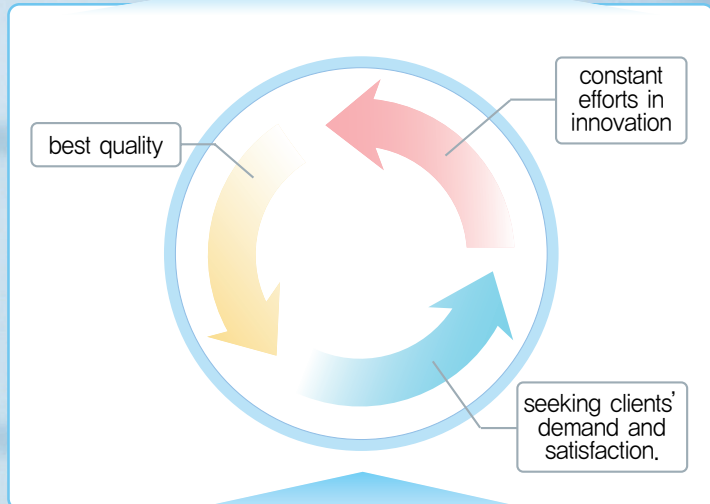 constant
efforts in
innovation
best quality
seeking clients'
demand and
satisfaction.